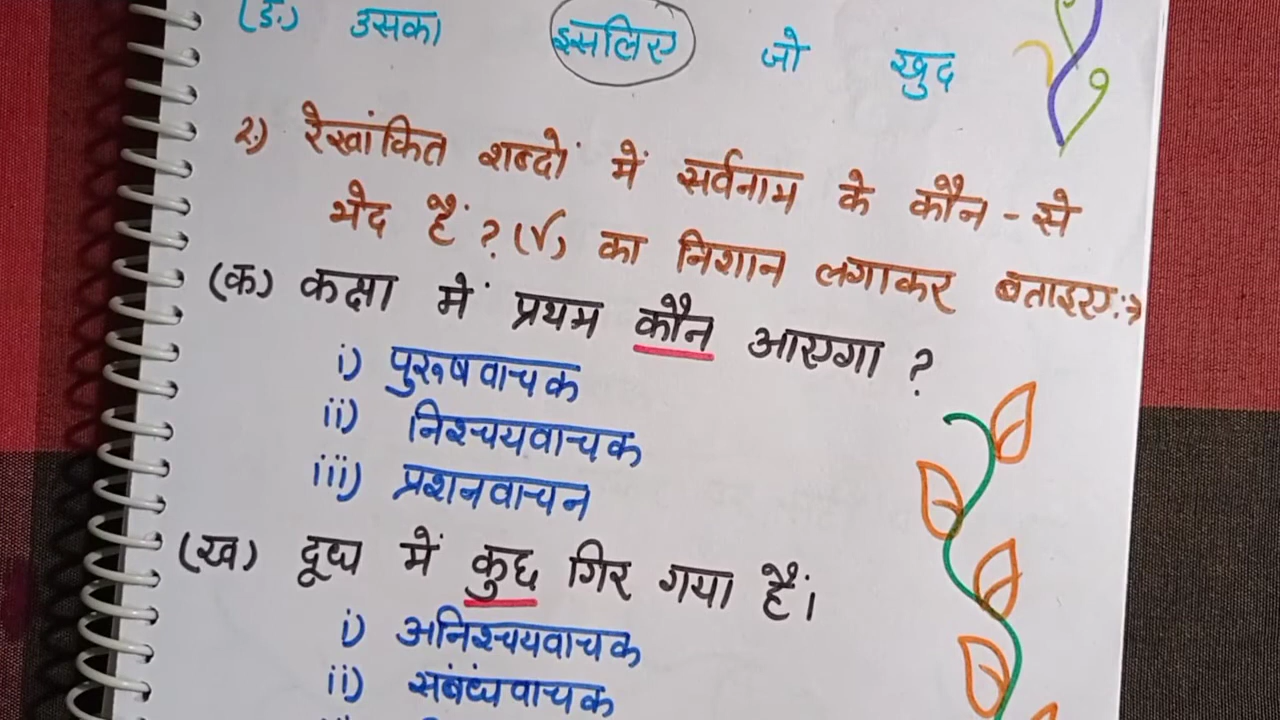 (ड.) उसका इसलिए जो खुद
2.) रेखांकित शब्दों में सर्वनाम के कौन - से
भेद हैं ? (√) का निशान लगाकर बताइए :→
(क) कक्षा में प्रथम कौन आएगा ?
i) पुरूषवाचक
ii) निश्चयवाचक
iii) प्रशनवाचन
(ख) दूध में कुछ गिर गया हैं।
i) अनिश्चयवाचक
ii) संबंधवाचक